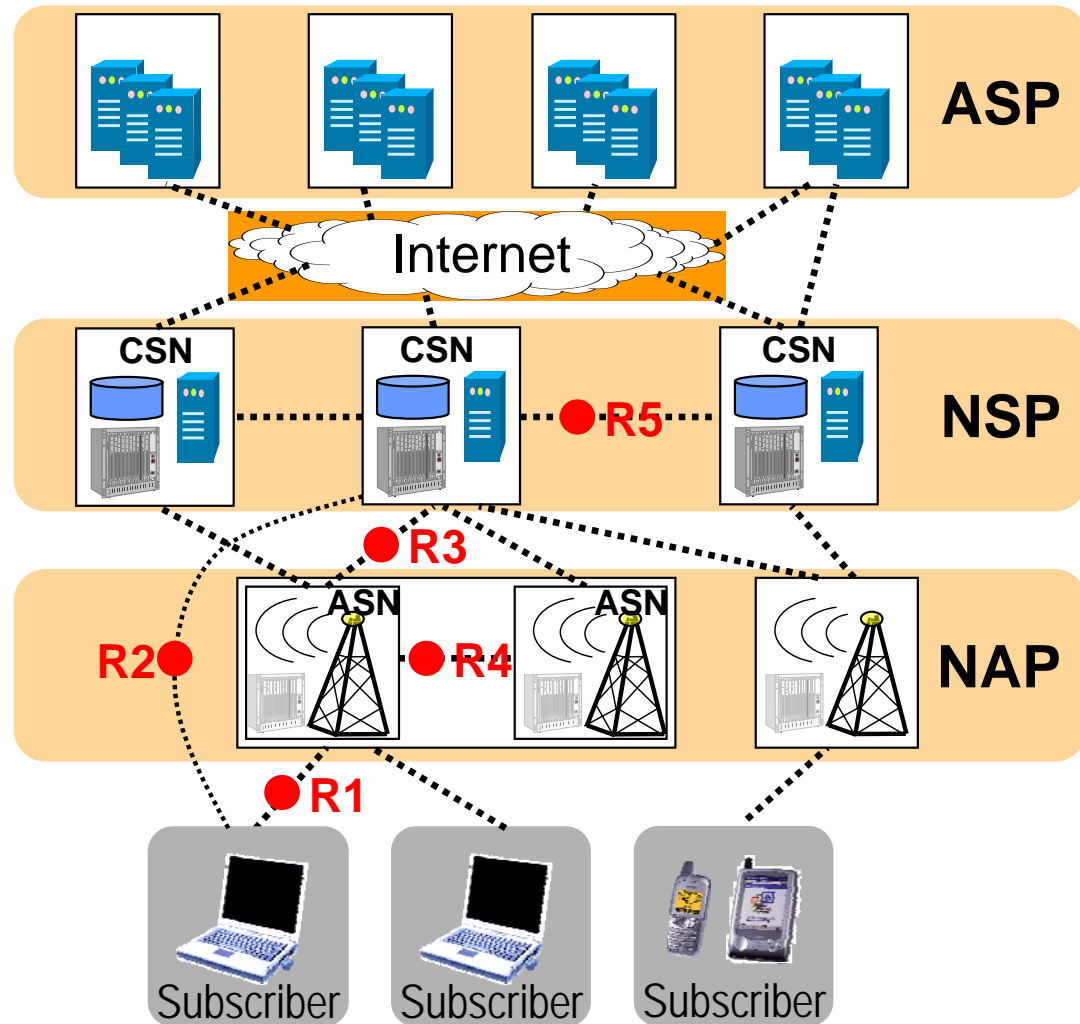 ASP
Internet
CSN
CSN
CSN
NSP
R5
R3
ASN
ASN
R2
R4
NAP
R1
Subscriber
Subscriber
Subscriber